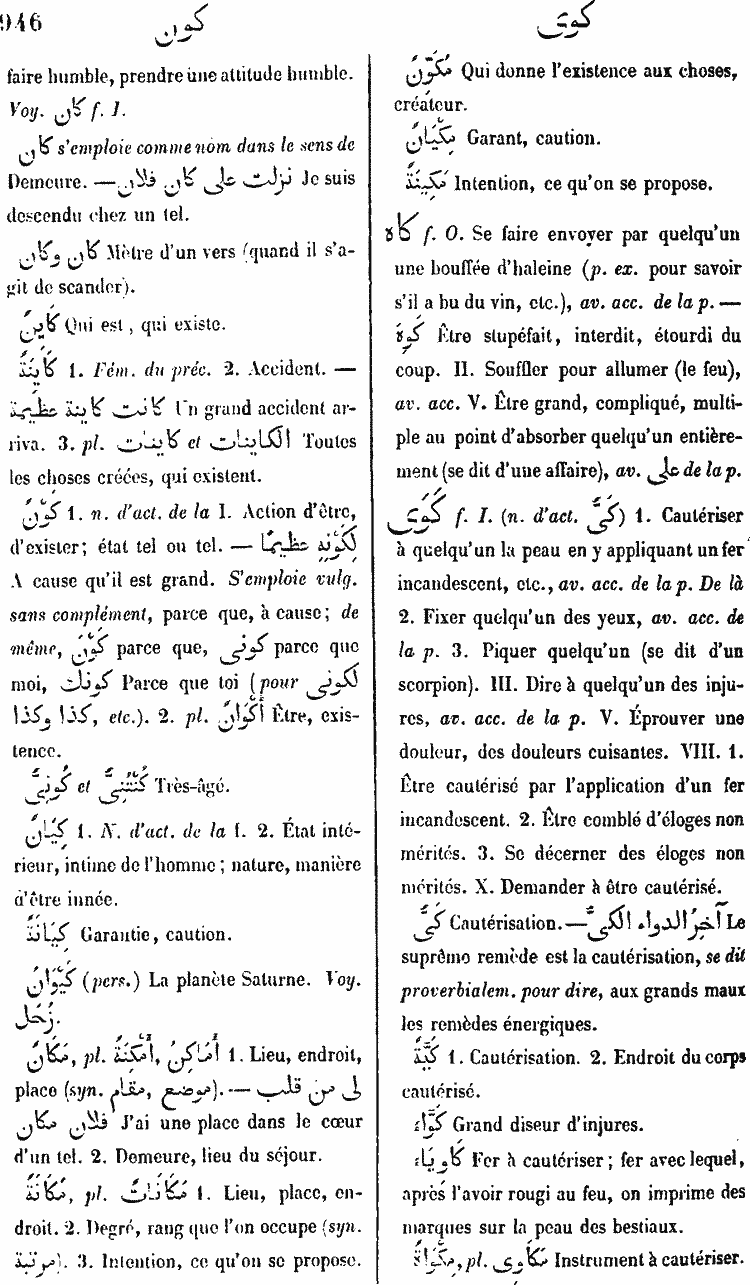 946
كون
كوى
faire humble, prendre une attitude humble.
Voy. كان f. I.
كان s'emploie comme nom dans le sens de
Demeure. — نزلت على كان فلان Je suis
descendu chez un tel.
كان وكان Mètre d'un vers (quand il s'a-
git de scander).
كَايِنٌ Qui est, qui existe.
كَايِنَةٌ 1. Fém. du préc. 2. Accident. —
كانت كاينة عظيمة Un grand accident ar-
riva. 3. pl. كاينات et الكاينات Toutes
les choses créées, qui existent.
كَوْنٌ 1. n. d'act. de la I. Action d'être,
d'exister; état tel ou tel. — لِكَوْنِهِ عظيمًا
A cause qu'il est grand. S'emploie vulg.
sans complément, parce que, à cause; de
même, كَوْنْ parce que, كونى parce que
moi, كونك Parce que toi (pour لكونى
كذا وكذا, etc.). 2. pl. أَكْوَانٌ Être, exis-
tence.
كُونِىٌّ et كُنْتُنِىٌّ Très-âgé.
كِيَانٌ 1. N. d'act. de la I. 2. État inté-
rieur, intime de l'homme; nature, manière
d'être innée.
كِيَانَةٌ Garantie, caution.
كَيْوَانُ (pers.) La planète Saturne. Voy.
زُحَل.
مَكَانٌ, pl. أَمْكِنَةٌ, أَمَاكِنُ 1. Lieu, endroit,
place (syn. موضع, مقام). — لى من قلب
فلان مكان J'ai une place dans le cœur
d'un tel. 2. Demeure, lieu du séjour.
مَكَانَةٌ, pl. مَكَانَاتٌ 1. Lieu, place, en-
droit. 2. Degré, rang que l'on occupe (syn.
مرتبة). 3. Intention, ce qu'on se propose.
مُكَوِّنٌ Qui donne l'existence aux choses,
créateur.
مِكْيَانٌ Garant, caution.
مَكِينَةٌ Intention, ce qu'on se propose.
كاه f. O. Se faire envoyer par quelqu'un
une bouffée d'haleine (p. ex. pour savoir
s'il a bu du vin, etc.), av. acc. de la p. —
كَوِهَ Être stupéfait, interdit, étourdi du
coup. II. Souffler pour allumer (le feu),
av. acc. V. Être grand, compliqué, multi-
ple au point d'absorber quelqu'un entière-
ment (se dit d'une affaire), av. على de la p.
كَوَى f. I. (n. d'act. كَىٌّ) 1. Cautériser
à quelqu'un la peau en y appliquant un fer
incandescent, etc., av. acc. de la p. De là
2. Fixer quelqu'un des yeux, av. acc. de
la p. 3. Piquer quelqu'un (se dit d'un
scorpion). III. Dire à quelqu'un des inju-
res, av. acc. de la p. V. Éprouver une
douleur, des douleurs cuisantes. VIII. 1.
Être cautérisé par l'application d'un fer
incandescent. 2. Être comblé d'éloges non
mérités. 3. Se décerner des éloges non
mérités. X. Demander à être cautérisé.
كَىٌّ Cautérisation. — آخِرُ الدواء الكىّ Le
suprême remède est la cautérisation, se dit
proverbialem. pour dire, aux grands maux
les remèdes énergiques.
كَيَّةٌ 1. Cautérisation. 2. Endroit du corps
cautérisé.
كَوَّاء Grand diseur d'injures.
كَاوِيَاء Fer à cautériser; fer avec lequel,
après l'avoir rougi au feu, on imprime des
marques sur la peau des bestiaux.
مِكْوَاةٌ, pl. مَكَاوِى Instrument à cautériser.